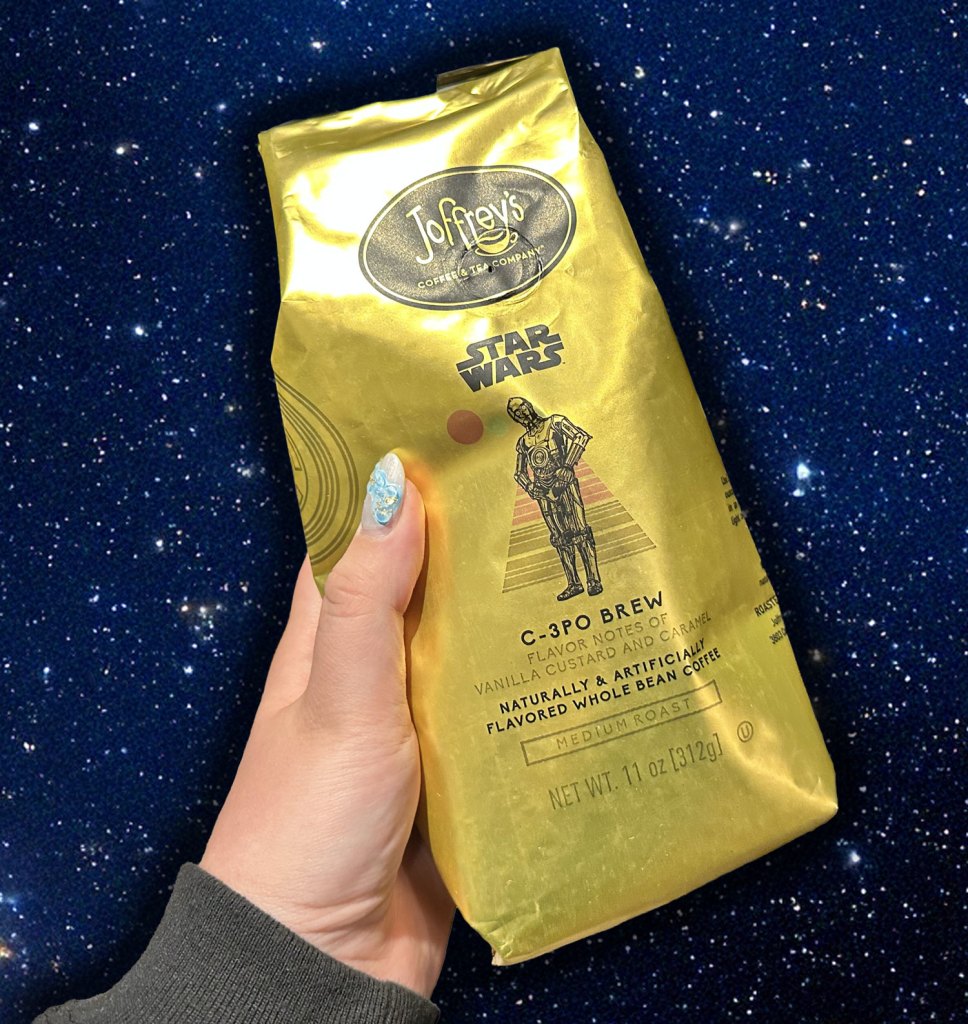 Joffrey's
COFFEE & TEA COMPANY
STAR
WARS
C-3PO BREW
FLAVOR NOTES OF
VANILLA CUSTARD AND CARAMEL
NATURALLY & ARTIFICIALLY
FLAVORED WHOLE BEAN COFFEE
MEDIUM ROAST
NET WT. 11 oz [312g]
U